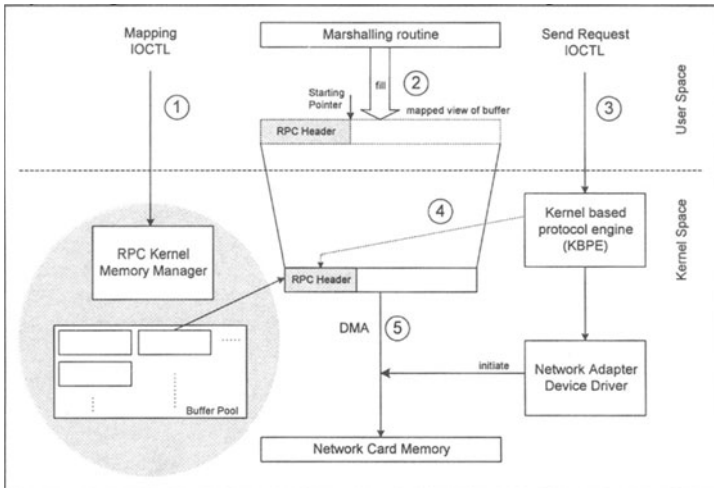 Mapping
IOCTL
Marshalling routine
Send Request
IOCTL
1
fill
2
3
Starting
Pointer
mapped view of buffer
RPC Header
User Space
Kernel Space
4
RPC Kernel
Memory Manager
Kernel based
protocol engine
(KBPE)
RPC Header
DMA
5
initiate
Network Adapter
Device Driver
Buffer Pool
Network Card Memory